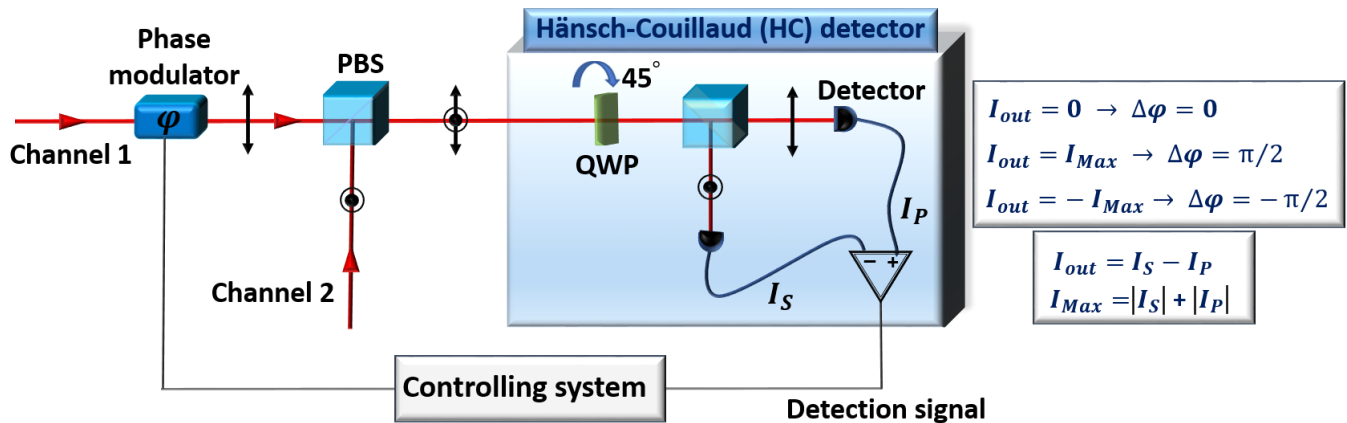 Hänsch-Couillaud (HC) detector
Phase
modulator
PBS
45°
Detector
φ
Channel 1
QWP
I_P
I_S
− +
Channel 2
I_out = 0 → Δφ = 0
I_out = I_Max → Δφ = π/2
I_out = − I_Max → Δφ = − π/2
I_out = I_S − I_P
I_Max = |I_S| + |I_P|
Controlling system
Detection signal